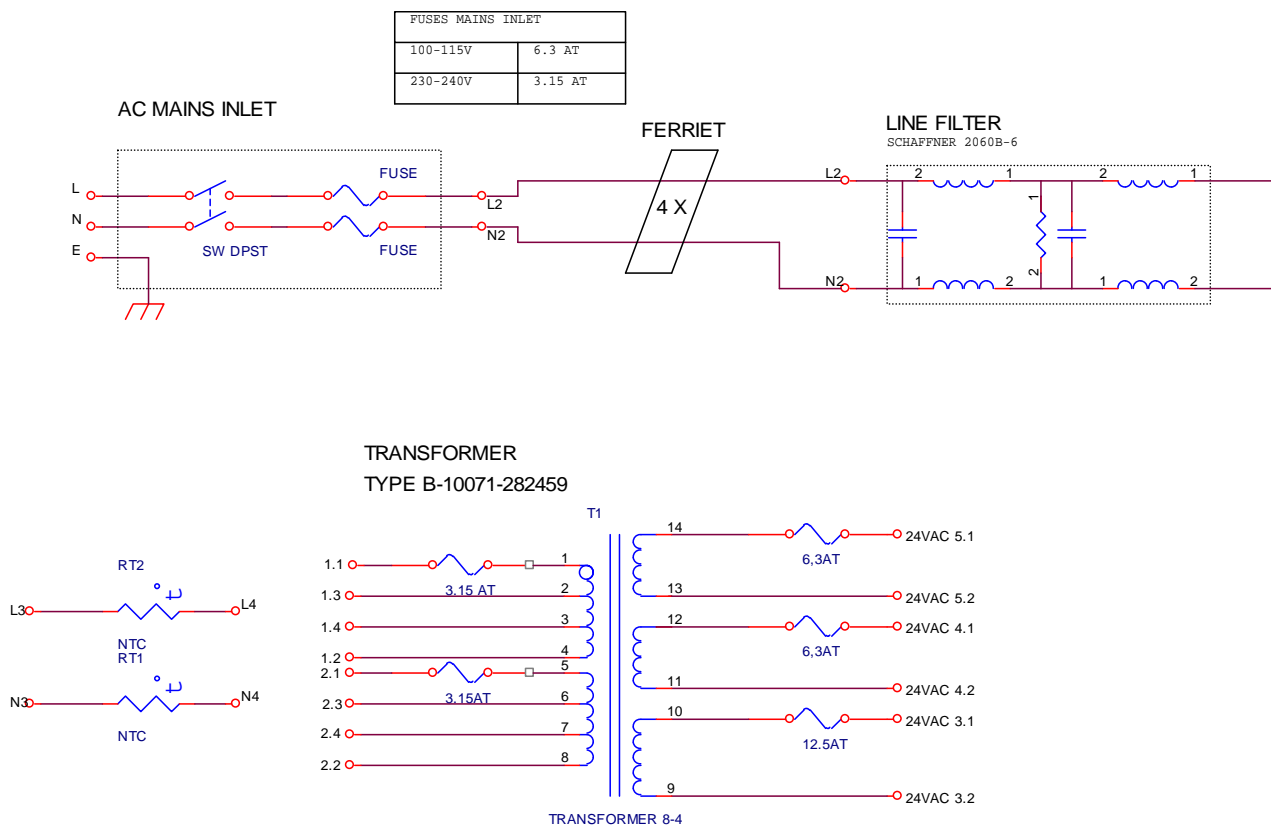 FUSES MAINS INLET
100-115V 6.3 AT
230-240V 3.15 AT
AC MAINS INLET
FERRIET
LINE FILTER
SCHAFFNER 2060B-6
L
FUSE
L2
N
SW DPST
FUSE
N2
E
4 X
L2
2 1 2 1
1
2
N2
1 2 1 2
TRANSFORMER
TYPE B-10071-282459
T1
RT2
L3
L4
NTC
RT1
N3
N4
NTC
1.1
3.15 AT
1
1.3
2
1.4
3
1.2
4
2.1
3.15AT
5
2.3
6
2.4
7
2.2
8
14
6,3AT
24VAC 5.1
13
24VAC 5.2
12
6,3AT
24VAC 4.1
11
24VAC 4.2
10
12.5AT
24VAC 3.1
9
24VAC 3.2
TRANSFORMER 8-4